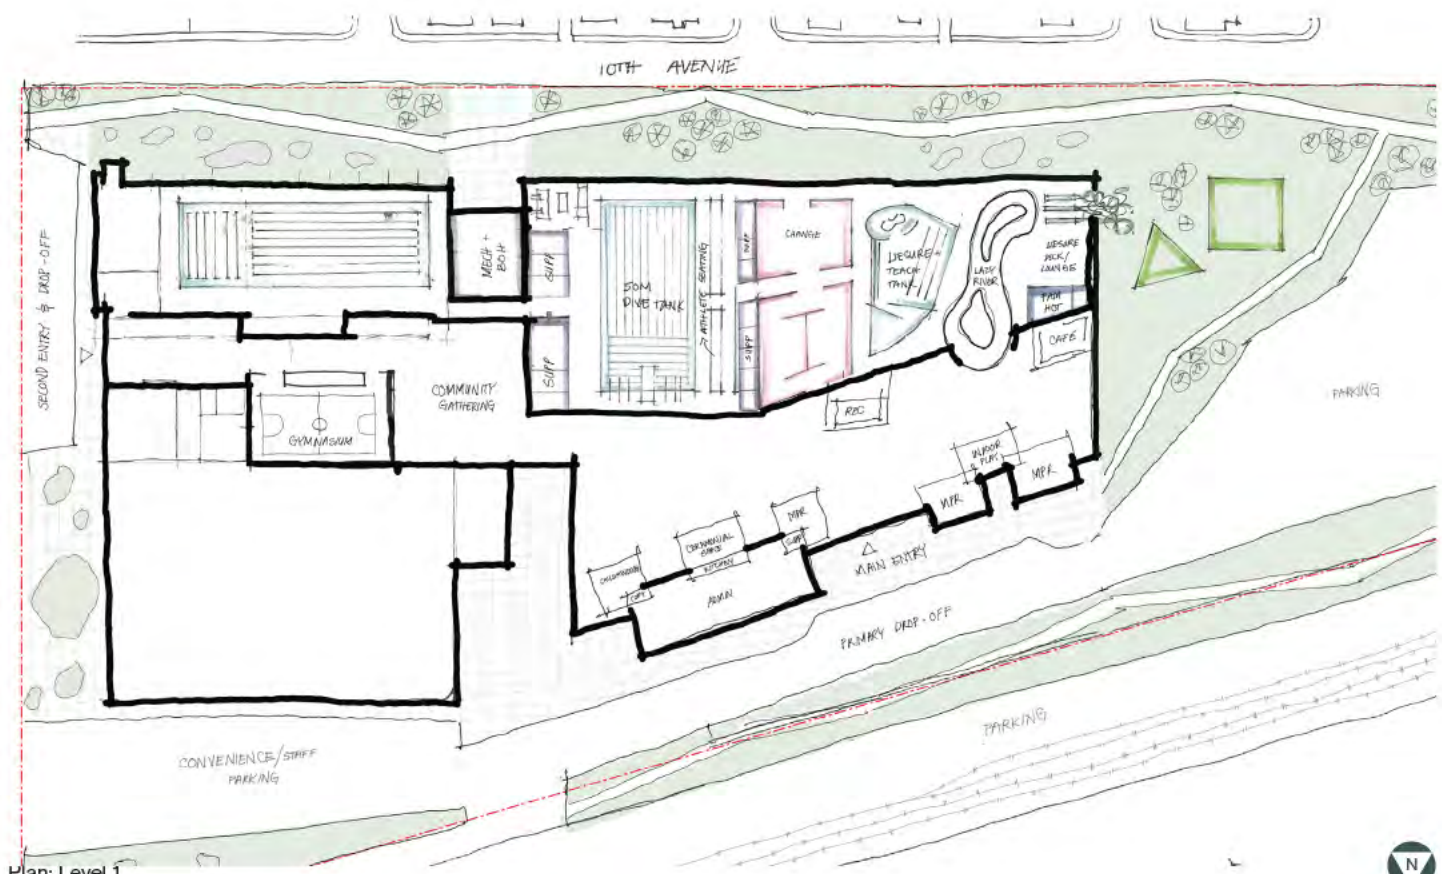 10TH AVENUE
SECOND ENTRY & DROP-OFF
MECH +
BOH
SUPP
SUPP
50M
DIVE TANK
ATHLETIC SEATING
SUPP
SUPP
CHANGE
LEISURE +
TEACH
TANK
LAZY
RIVER
LEISURE
DECK/
LOUNGE
FAM
HOT
CAFE
COMMUNITY
GATHERING
GYMNASIUM
REC
PARKING
INDOOR
PLAY
MPR
MPR
MPR
SUPP
CEREMONIAL
SPACE
KITCHEN
COPY
ADMIN
MAIN ENTRY
PRIMARY DROP-OFF
PARKING
CONVENIENCE/STAFF
PARKING
Plan: Level 1
N